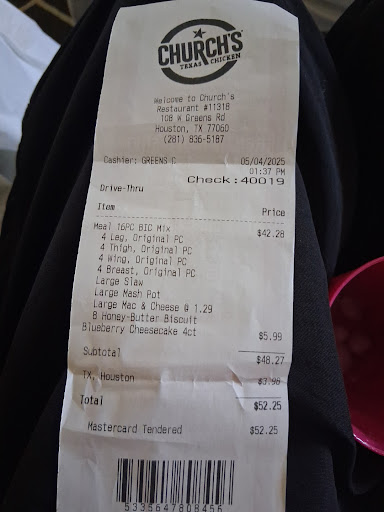 CHURCH'S
TEXAS CHICKEN
Welcome to Church's
Restaurant #11318
108 W Greens Rd
Houston, TX 77060
(281) 836-5187
Cashier: GREENS C 05/04/2025
01:37 PM
Check:40019
Drive-Thru
Item Price
Meal 16PC BIC Mix $42.28
4 Leg, Original PC
4 Thigh, Original PC
4 Wing, Original PC
4 Breast, Original PC
Large Slaw
Large Mash Pot
Large Mac & Cheese @ 1.29
8 Honey-Butter Biscuit
Blueberry Cheesecake 4ct $5.99
Subtotal $48.27
TX, Houston $3.98
Total $52.25
Mastercard Tendered $52.25
5335647808456